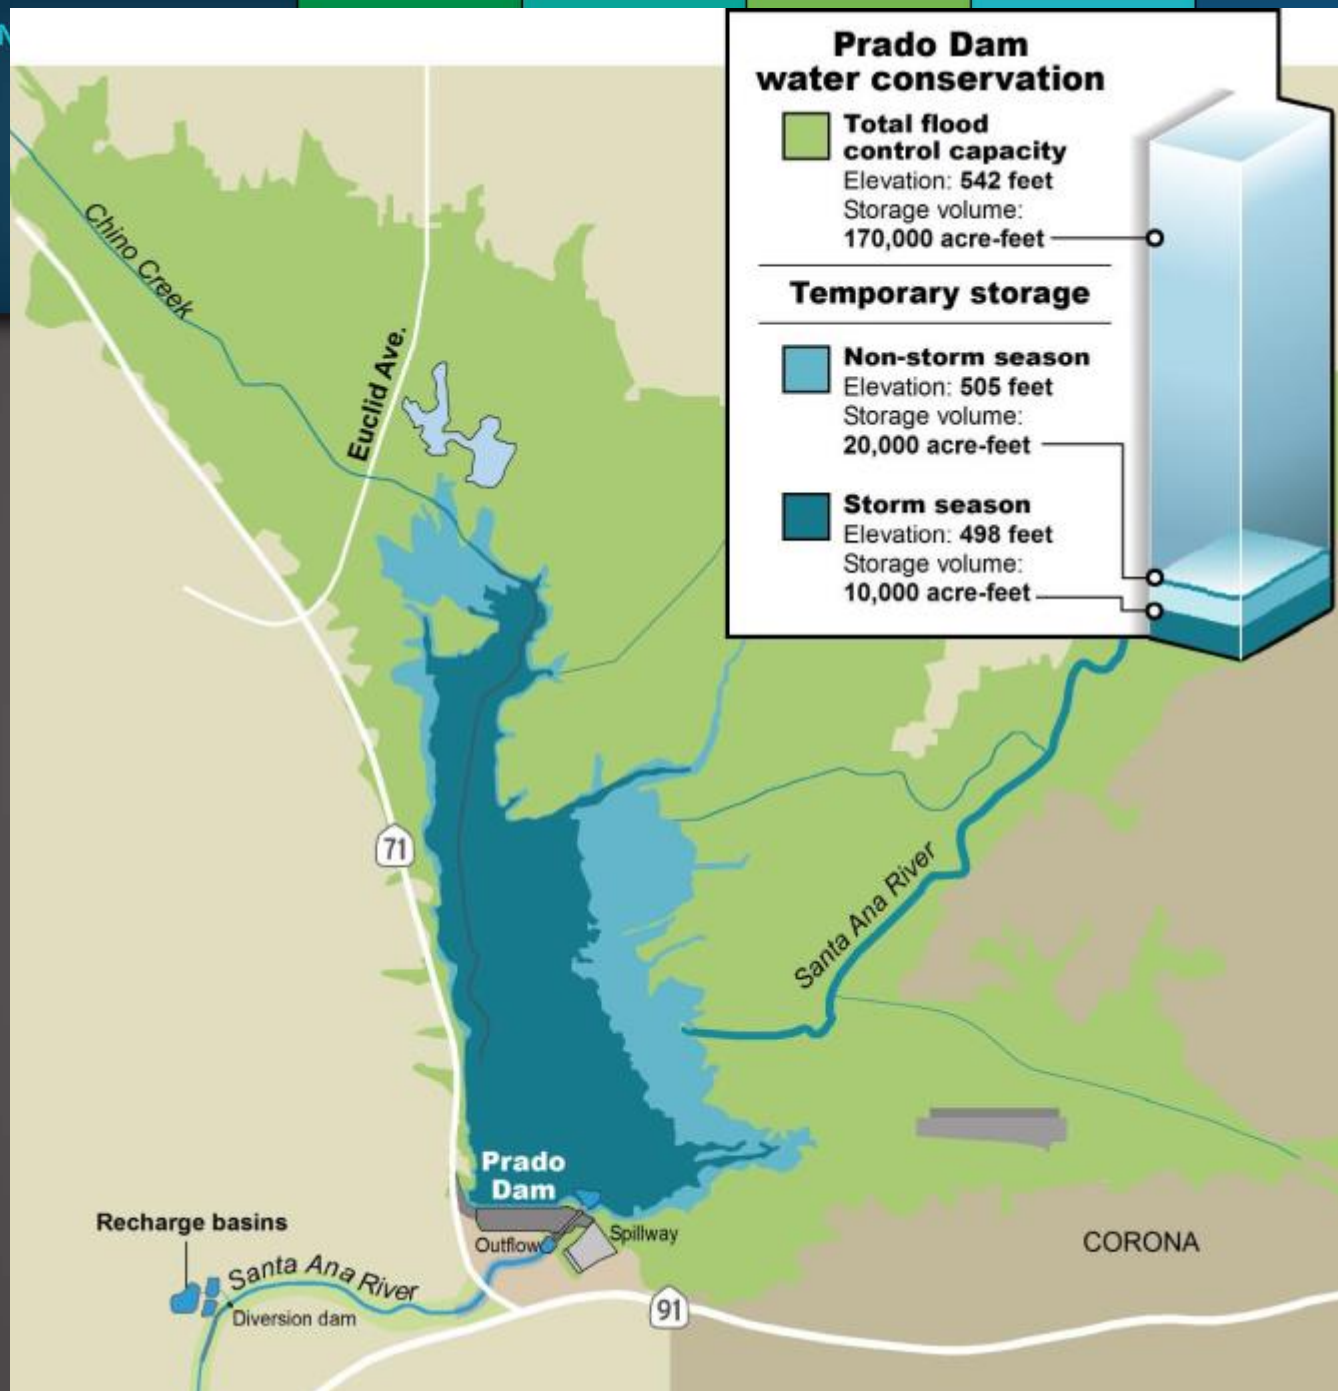 N
Prado Dam
water conservation
Total flood
control capacity
Elevation: 542 feet
Storage volume:
170,000 acre-feet
Temporary storage
Non-storm season
Elevation: 505 feet
Storage volume:
20,000 acre-feet
Storm season
Elevation: 498 feet
Storage volume:
10,000 acre-feet
Chino Creek
Euclid Ave.
71
Santa Ana River
Prado
Dam
Recharge basins
Outflow
Spillway
CORONA
Santa Ana River
Diversion dam
91